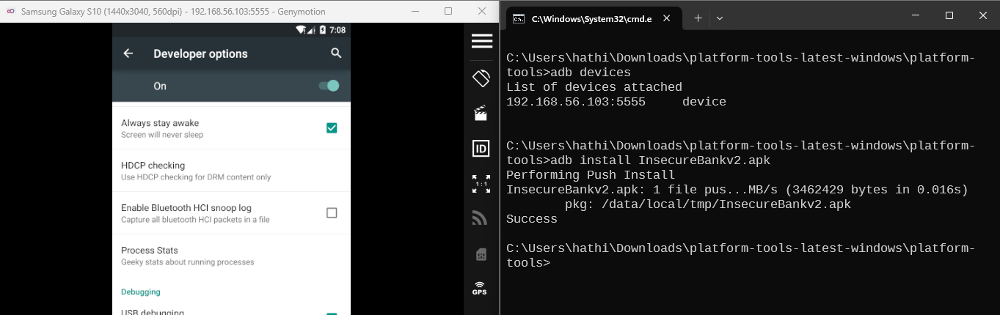 Samsung Galaxy S10 (1440x3040, 560dpi) - 192.168.56.103:5555 - Genymotion
7:08
Developer options
On
Always stay awake
Screen will never sleep
HDCP checking
Use HDCP checking for DRM content only
Enable Bluetooth HCI snoop log
Capture all bluetooth HCI packets in a file
Process Stats
Geeky stats about running processes
Debugging
USB debugging
ID
1 : 1
GPS
C:\Windows\System32\cmd.e
C:\Users\hathi\Downloads\platform-tools-latest-windows\platform-
tools>adb devices
List of devices attached
192.168.56.103:5555     device
C:\Users\hathi\Downloads\platform-tools-latest-windows\platform-
tools>adb install InsecureBankv2.apk
Performing Push Install
InsecureBankv2.apk: 1 file pus...MB/s (3462429 bytes in 0.016s)
        pkg: /data/local/tmp/InsecureBankv2.apk
Success
C:\Users\hathi\Downloads\platform-tools-latest-windows\platform-
tools>